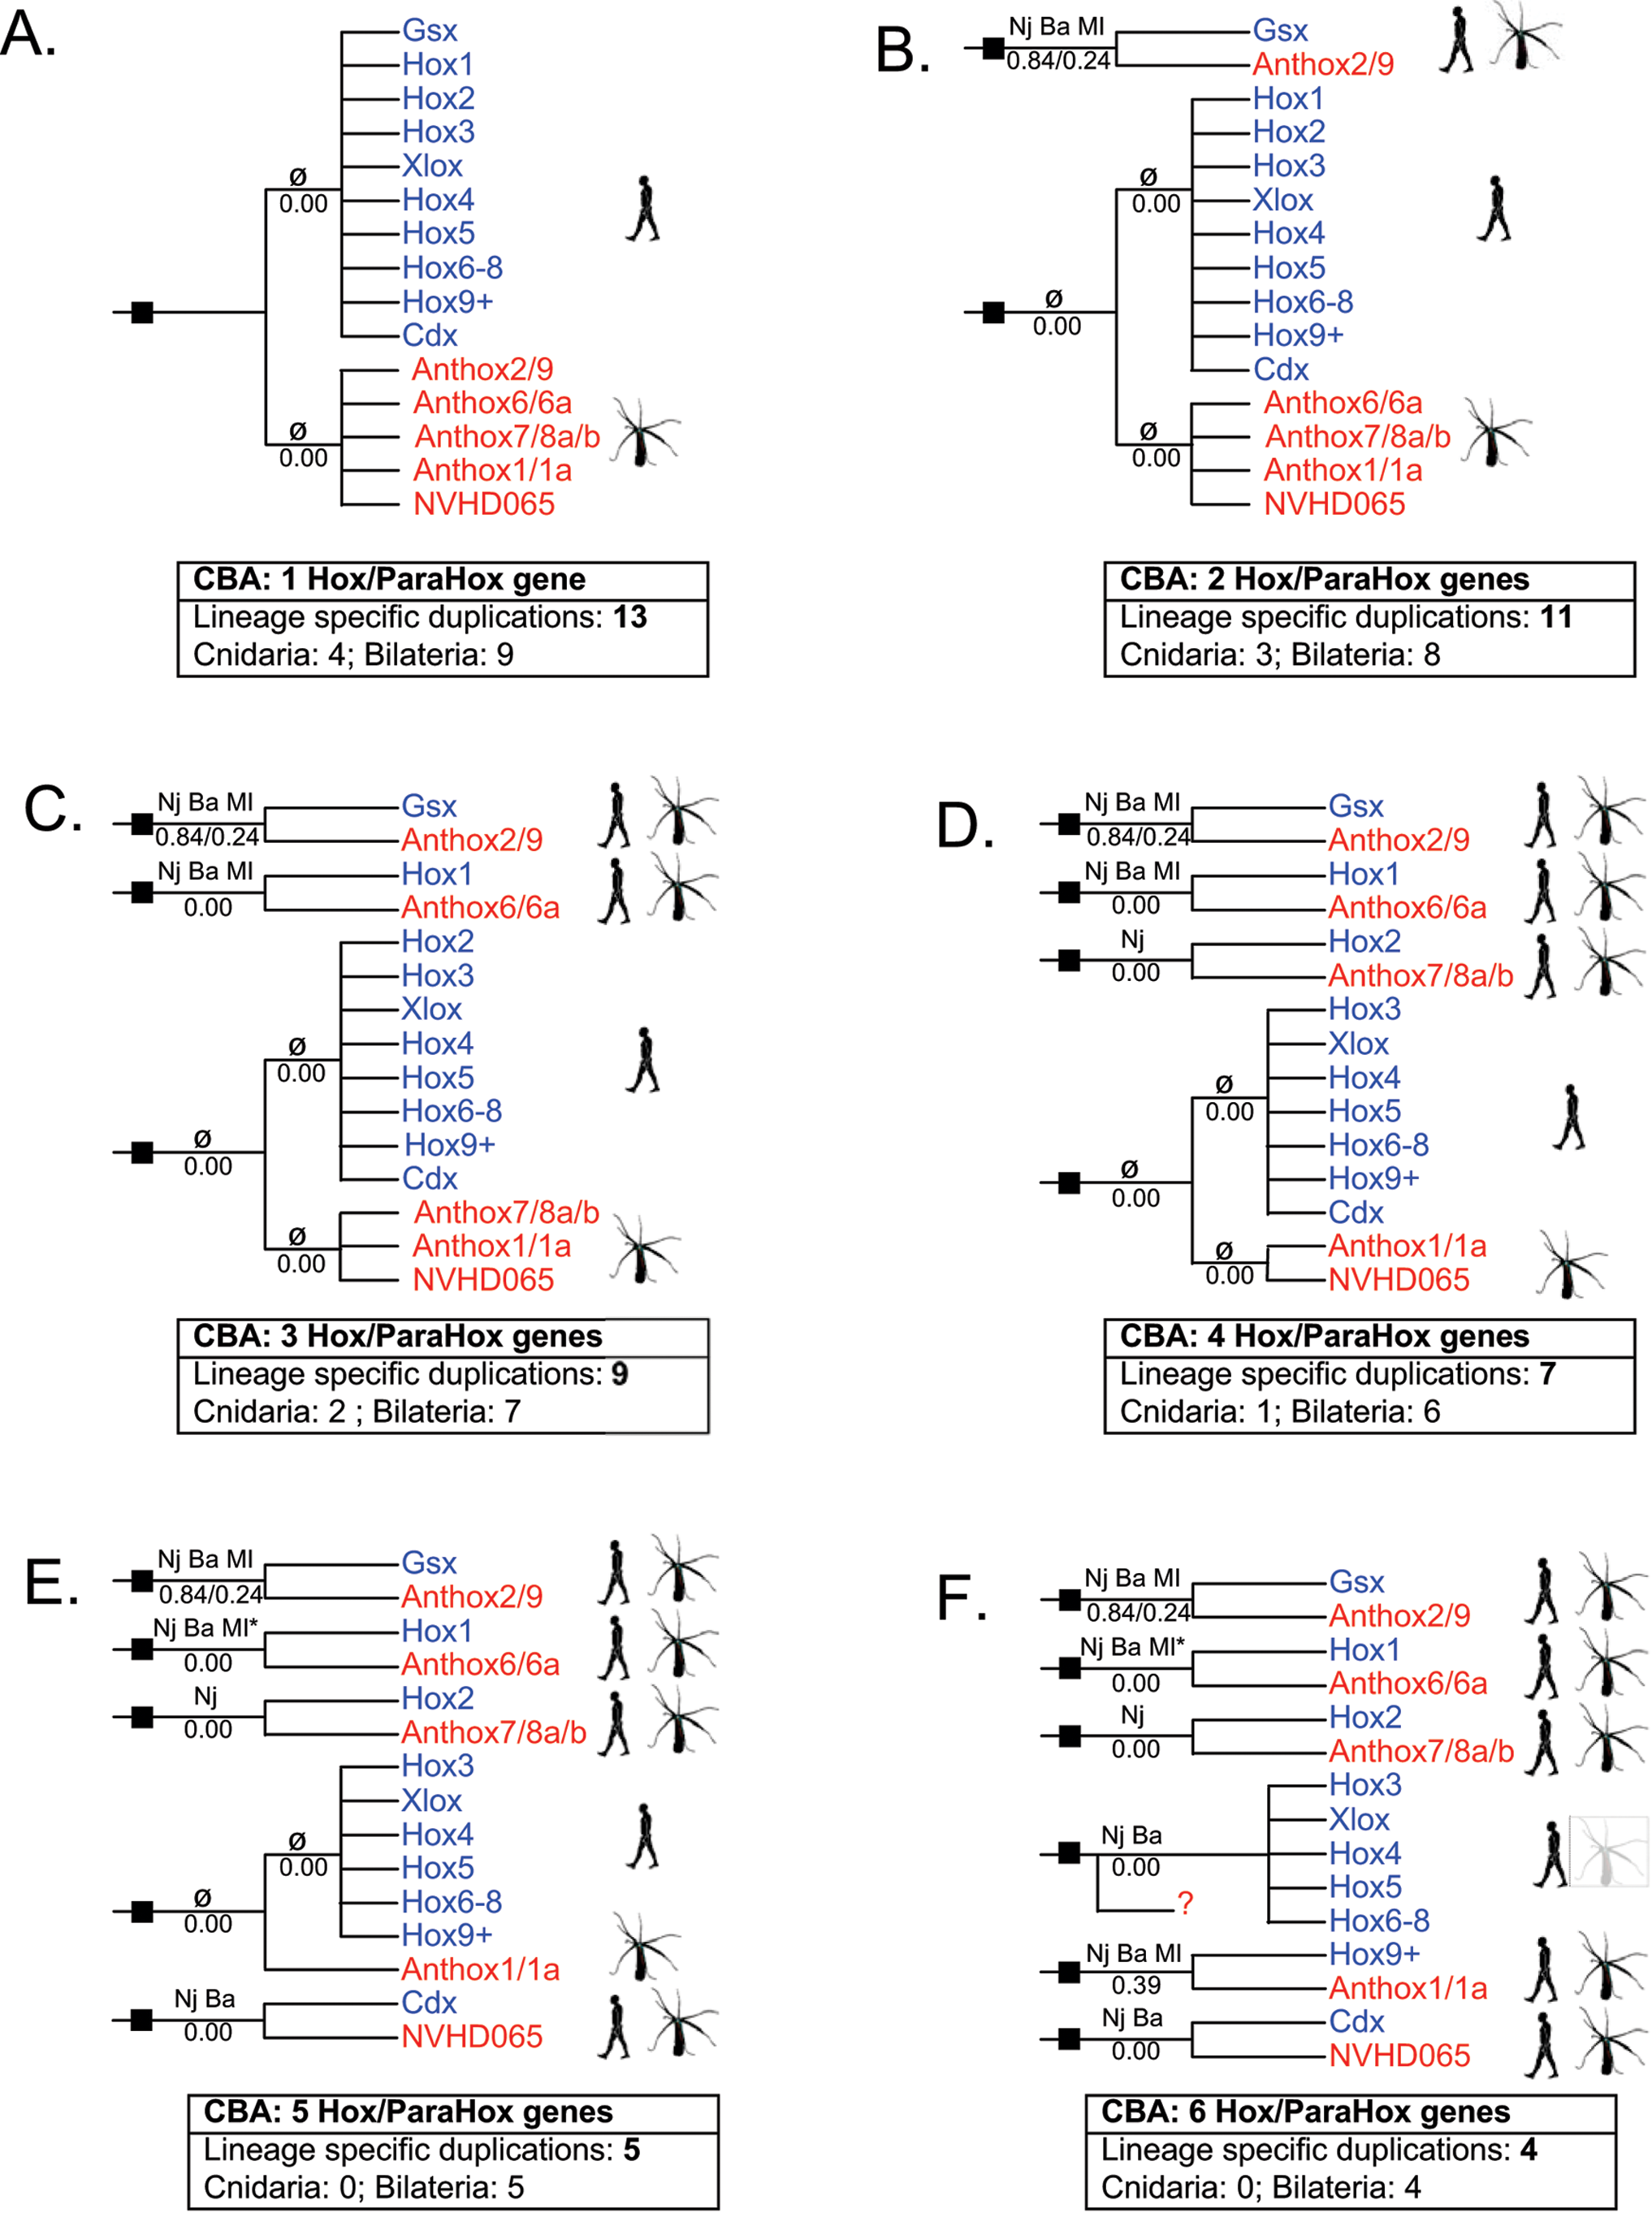 A.
Gsx
Hox1
Hox2
Hox3
Xlox
Ø
0.00
Hox4
Hox5
Hox6-8
Hox9+
Cdx
Anthox2/9
Anthox6/6a
Ø
0.00
Anthox7/8a/b
Anthox1/1a
NVHD065
CBA: 1 Hox/ParaHox gene
Lineage specific duplications: 13
Cnidaria: 4; Bilateria: 9
B.
Nj Ba Ml
0.84/0.24
Gsx
Anthox2/9
Hox1
Hox2
Hox3
Ø
0.00
Xlox
Hox4
Hox5
Ø
0.00
Hox6-8
Hox9+
Cdx
Anthox6/6a
Ø
0.00
Anthox7/8a/b
Anthox1/1a
NVHD065
CBA: 2 Hox/ParaHox genes
Lineage specific duplications: 11
Cnidaria: 3; Bilateria: 8
C.
Nj Ba Ml
0.84/0.24
Gsx
Anthox2/9
Nj Ba Ml
0.00
Hox1
Anthox6/6a
Hox2
Hox3
Xlox
Ø
0.00
Hox4
Hox5
Hox6-8
Ø
0.00
Hox9+
Cdx
Anthox7/8a/b
Ø
0.00
Anthox1/1a
NVHD065
CBA: 3 Hox/ParaHox genes
Lineage specific duplications: 9
Cnidaria: 2 ; Bilateria: 7
D.
Nj Ba Ml
0.84/0.24
Gsx
Anthox2/9
Nj Ba Ml
0.00
Hox1
Anthox6/6a
Nj
0.00
Hox2
Anthox7/8a/b
Hox3
Xlox
Ø
0.00
Hox4
Hox5
Hox6-8
Ø
0.00
Hox9+
Cdx
Ø
0.00
Anthox1/1a
NVHD065
CBA: 4 Hox/ParaHox genes
Lineage specific duplications: 7
Cnidaria: 1; Bilateria: 6
E.
Nj Ba Ml
0.84/0.24
Gsx
Anthox2/9
Nj Ba Ml*
0.00
Hox1
Anthox6/6a
Nj
0.00
Hox2
Anthox7/8a/b
Hox3
Xlox
Ø
0.00
Hox4
Hox5
Ø
0.00
Hox6-8
Hox9+
Anthox1/1a
Nj Ba
0.00
Cdx
NVHD065
CBA: 5 Hox/ParaHox genes
Lineage specific duplications: 5
Cnidaria: 0; Bilateria: 5
F.
Nj Ba Ml
0.84/0.24
Gsx
Anthox2/9
Nj Ba Ml*
0.00
Hox1
Anthox6/6a
Nj
0.00
Hox2
Anthox7/8a/b
Hox3
Xlox
Nj Ba
0.00
Hox4
Hox5
?
Hox6-8
Nj Ba Ml
0.39
Hox9+
Anthox1/1a
Nj Ba
0.00
Cdx
NVHD065
CBA: 6 Hox/ParaHox genes
Lineage specific duplications: 4
Cnidaria: 0; Bilateria: 4